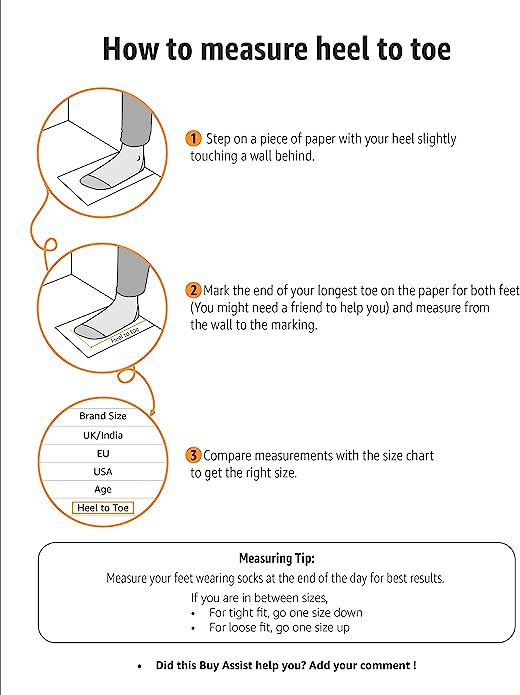 How to measure heel to toe
1 Step on a piece of paper with your heel slightly
touching a wall behind.
2 Mark the end of your longest toe on the paper for both feet
(You might need a friend to help you) and measure from
the wall to the marking.
Heel to toe
Brand Size
UK/India
EU
USA
Age
Heel to Toe
3 Compare measurements with the size chart
to get the right size.
Measuring Tip:
Measure your feet wearing socks at the end of the day for best results.
If you are in between sizes,
• For tight fit, go one size down
• For loose fit, go one size up
• Did this Buy Assist help you? Add your comment !